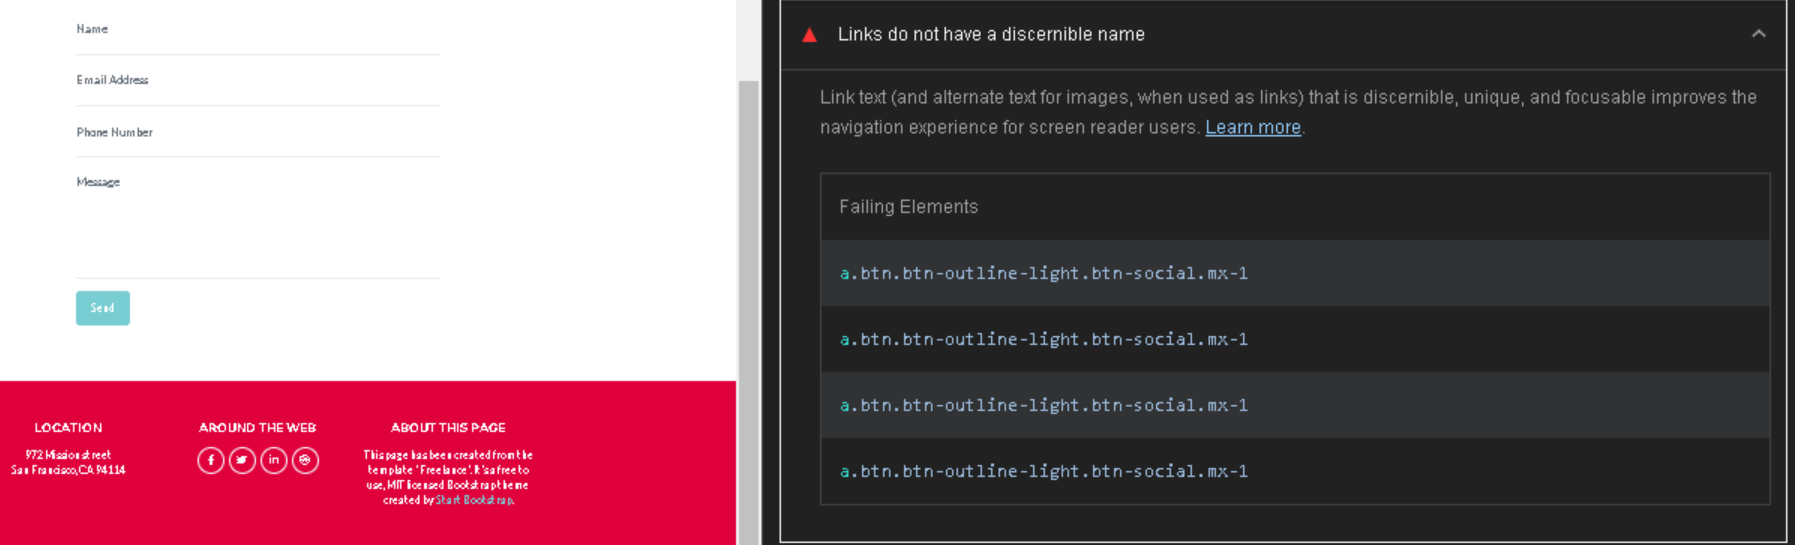 Name
Email Address
Phone Number
Message
Send
LOCATION
972 Mission street
San Francisco, CA 94114
AROUND THE WEB
f
in
ABOUT THIS PAGE
This page has been created from the
template 'Freelance'. It's a free to
use, MIT licensed Bootstrap theme
created by Start Bootstrap.
Links do not have a discernible name
Link text (and alternate text for images, when used as links) that is discernible, unique, and focusable improves the
navigation experience for screen reader users. Learn more.
Failing Elements
a.btn.btn-outline-light.btn-social.mx-1
a.btn.btn-outline-light.btn-social.mx-1
a.btn.btn-outline-light.btn-social.mx-1
a.btn.btn-outline-light.btn-social.mx-1